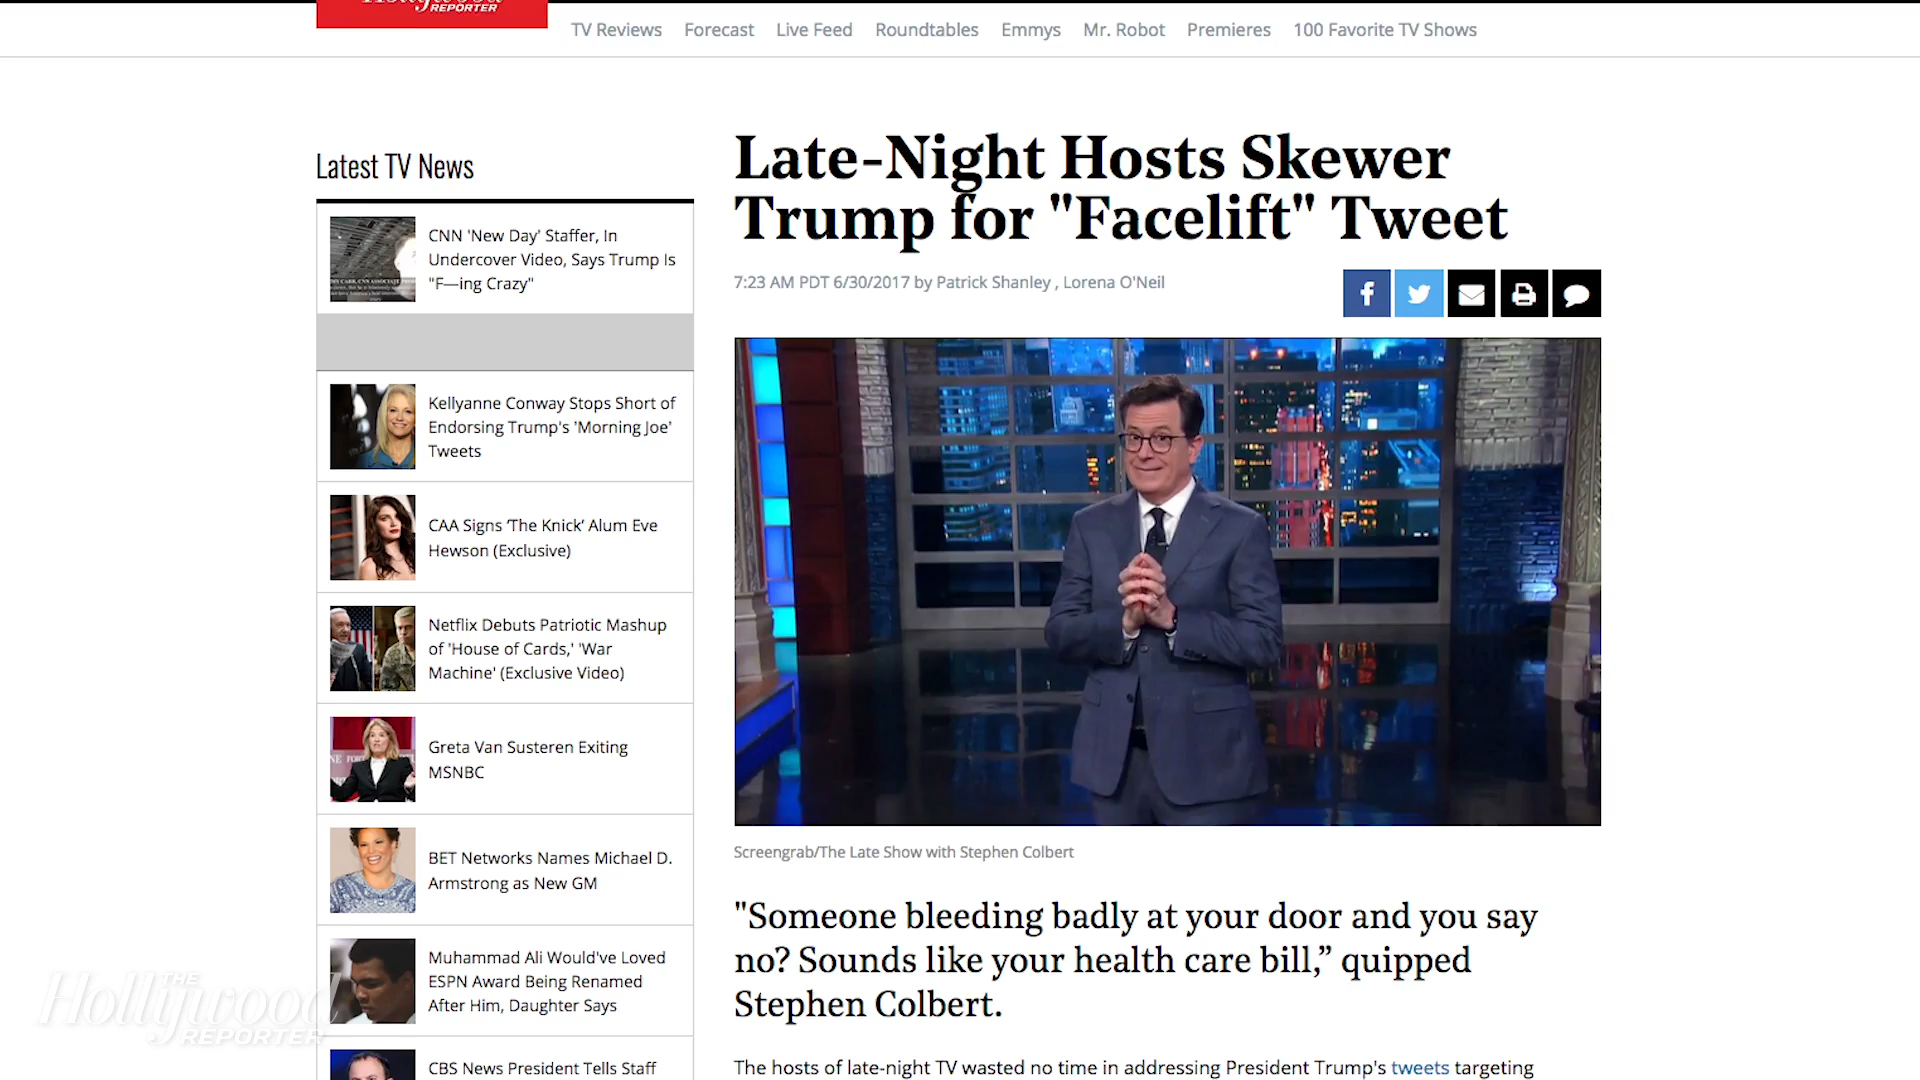 Hollywood
REPORTER
TV Reviews Forecast Live Feed Roundtables Emmys Mr. Robot Premieres 100 Favorite TV Shows
Latest TV News
CNN 'New Day' Staffer, In
Undercover Video, Says Trump Is
"F—ing Crazy"
Kellyanne Conway Stops Short of
Endorsing Trump's 'Morning Joe'
Tweets
CAA Signs ‘The Knick’ Alum Eve
Hewson (Exclusive)
Netflix Debuts Patriotic Mashup
of 'House of Cards,' 'War
Machine' (Exclusive Video)
Greta Van Susteren Exiting
MSNBC
BET Networks Names Michael D.
Armstrong as New GM
Muhammad Ali Would've Loved
ESPN Award Being Renamed
After Him, Daughter Says
CBS News President Tells Staff
Late-Night Hosts Skewer
Trump for "Facelift" Tweet
7:23 AM PDT 6/30/2017 by Patrick Shanley , Lorena O'Neil
Screengrab/The Late Show with Stephen Colbert
"Someone bleeding badly at your door and you say
no? Sounds like your health care bill,” quipped
Stephen Colbert.
The hosts of late-night TV wasted no time in addressing President Trump's tweets targeting
THE
Hollywood
REPORTER